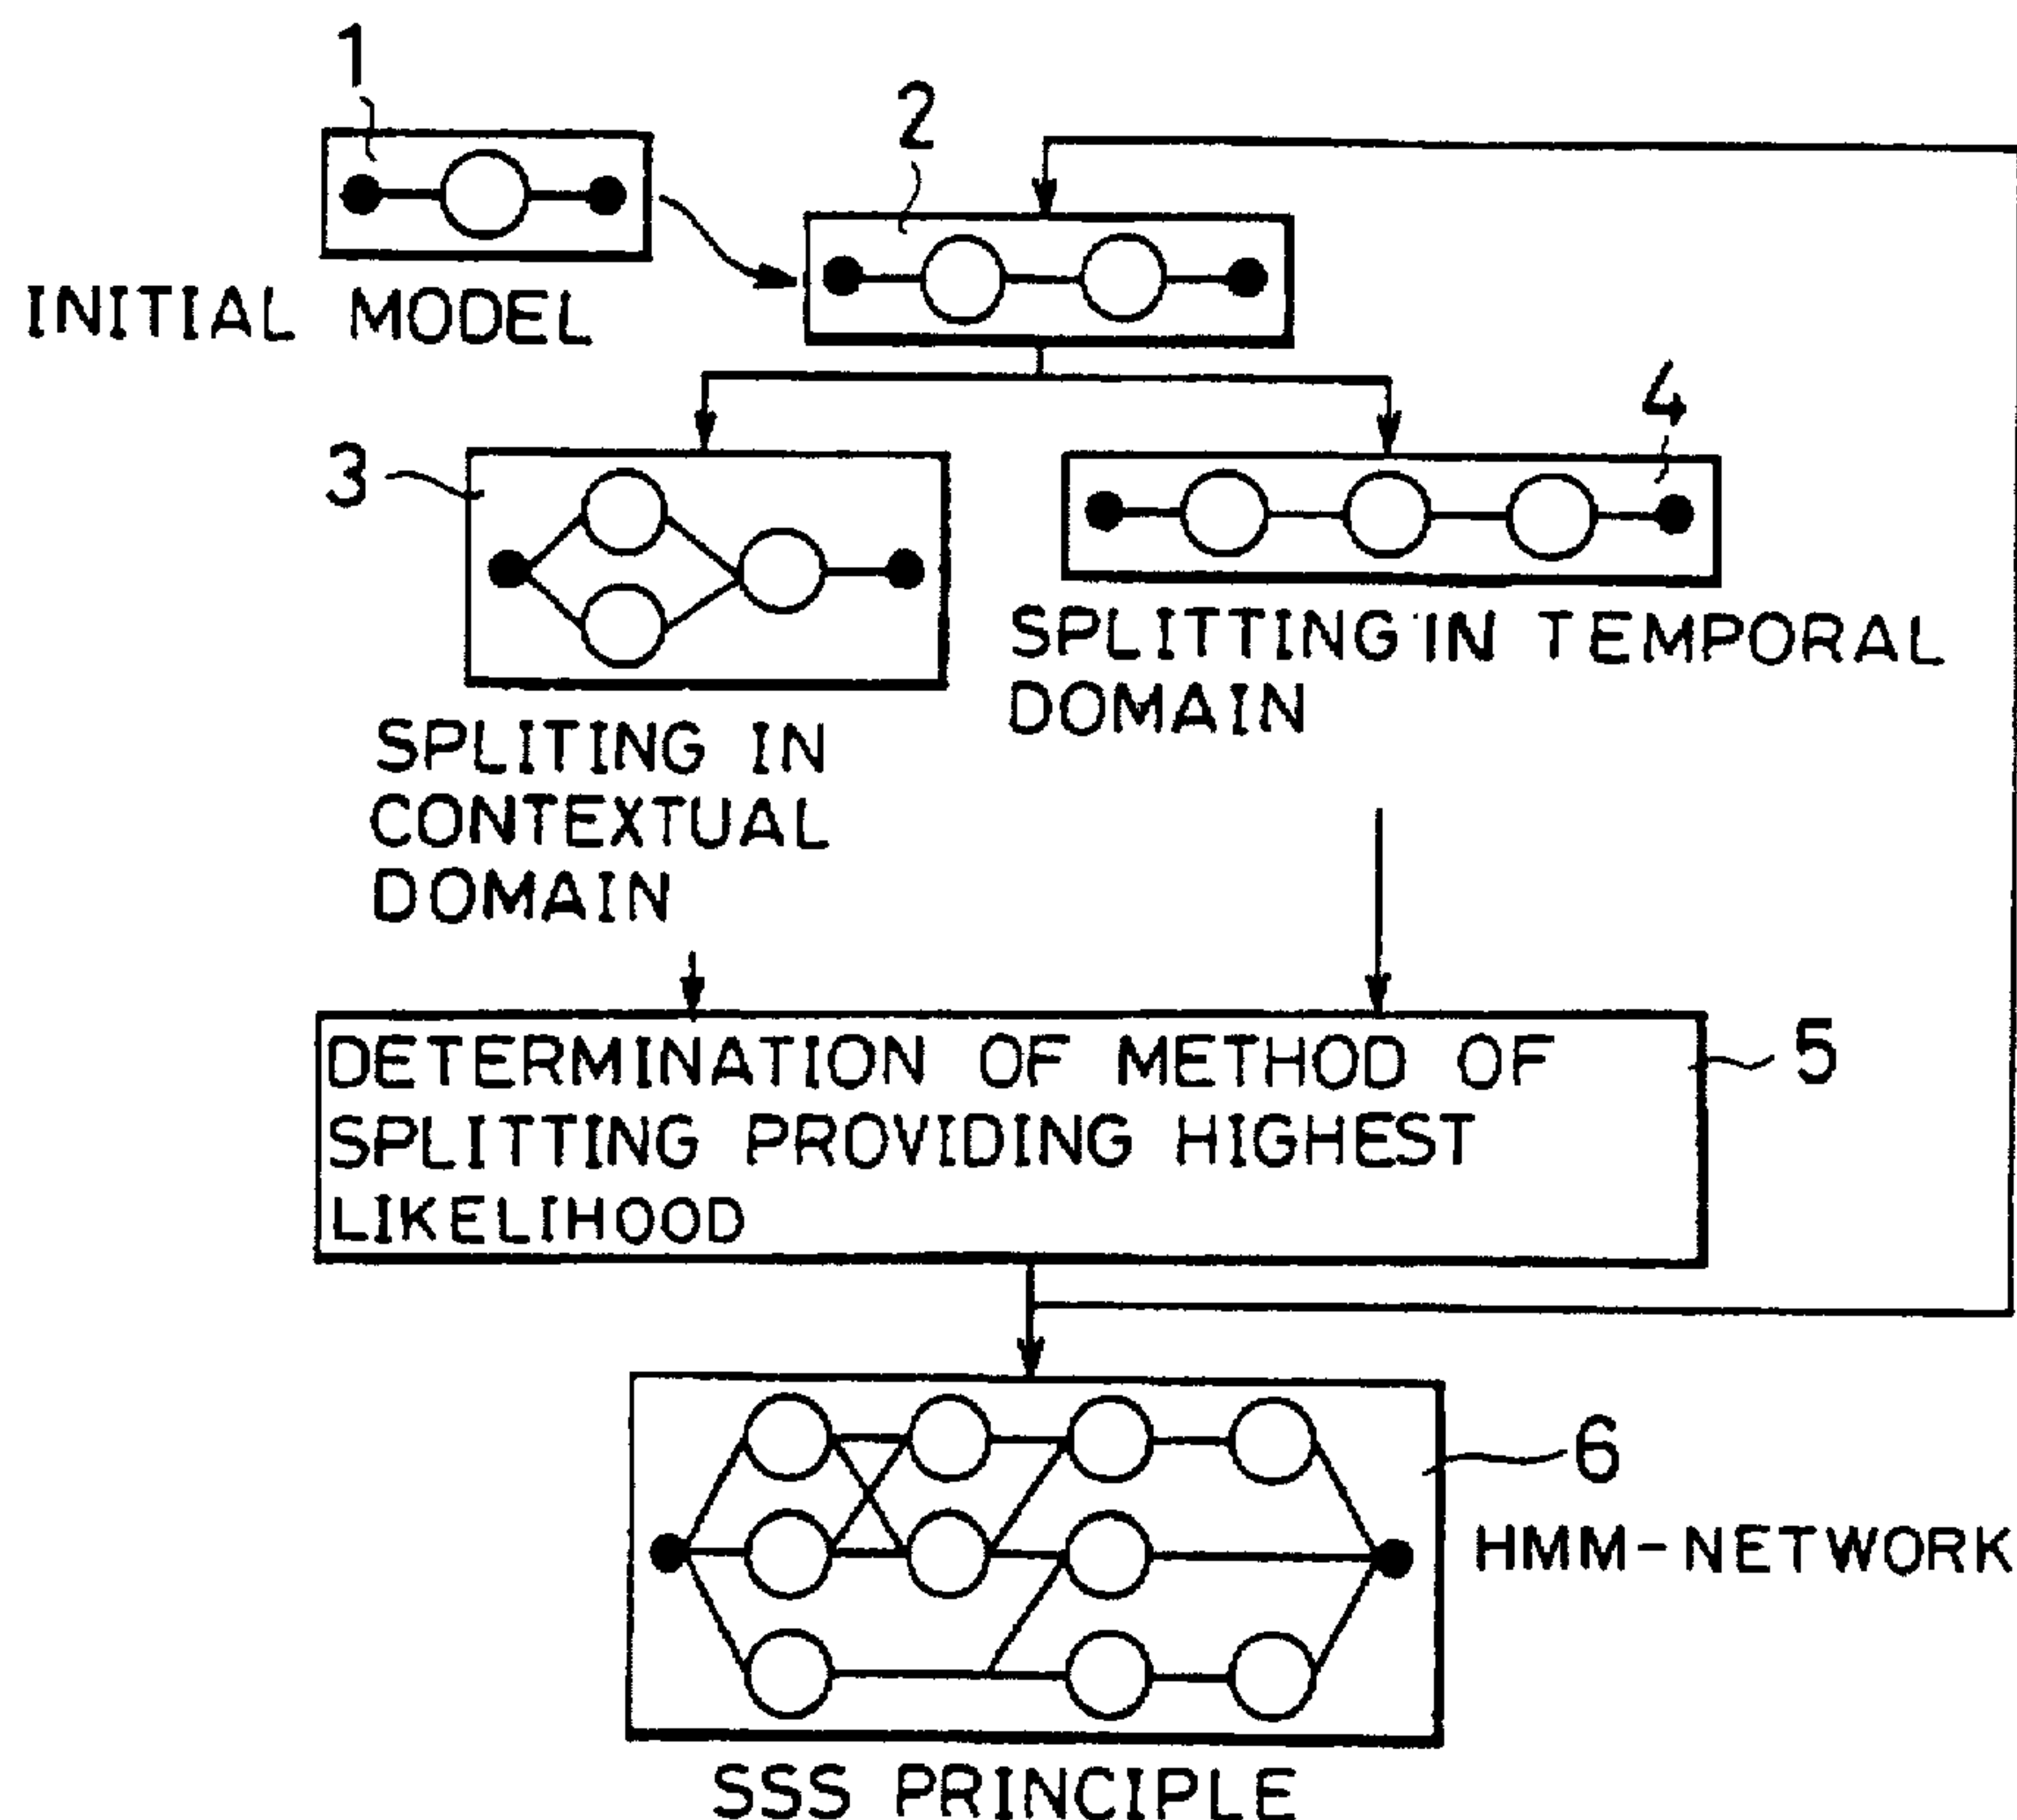 1
2
INITIAL MODEL
3
4
SPLITTING IN TEMPORAL
DOMAIN
SPLITING IN
CONTEXTUAL
DOMAIN
DETERMINATION OF METHOD OF
SPLITTING PROVIDING HIGHEST
LIKELIHOOD
5
6
HMM-NETWORK
SSS PRINCIPLE